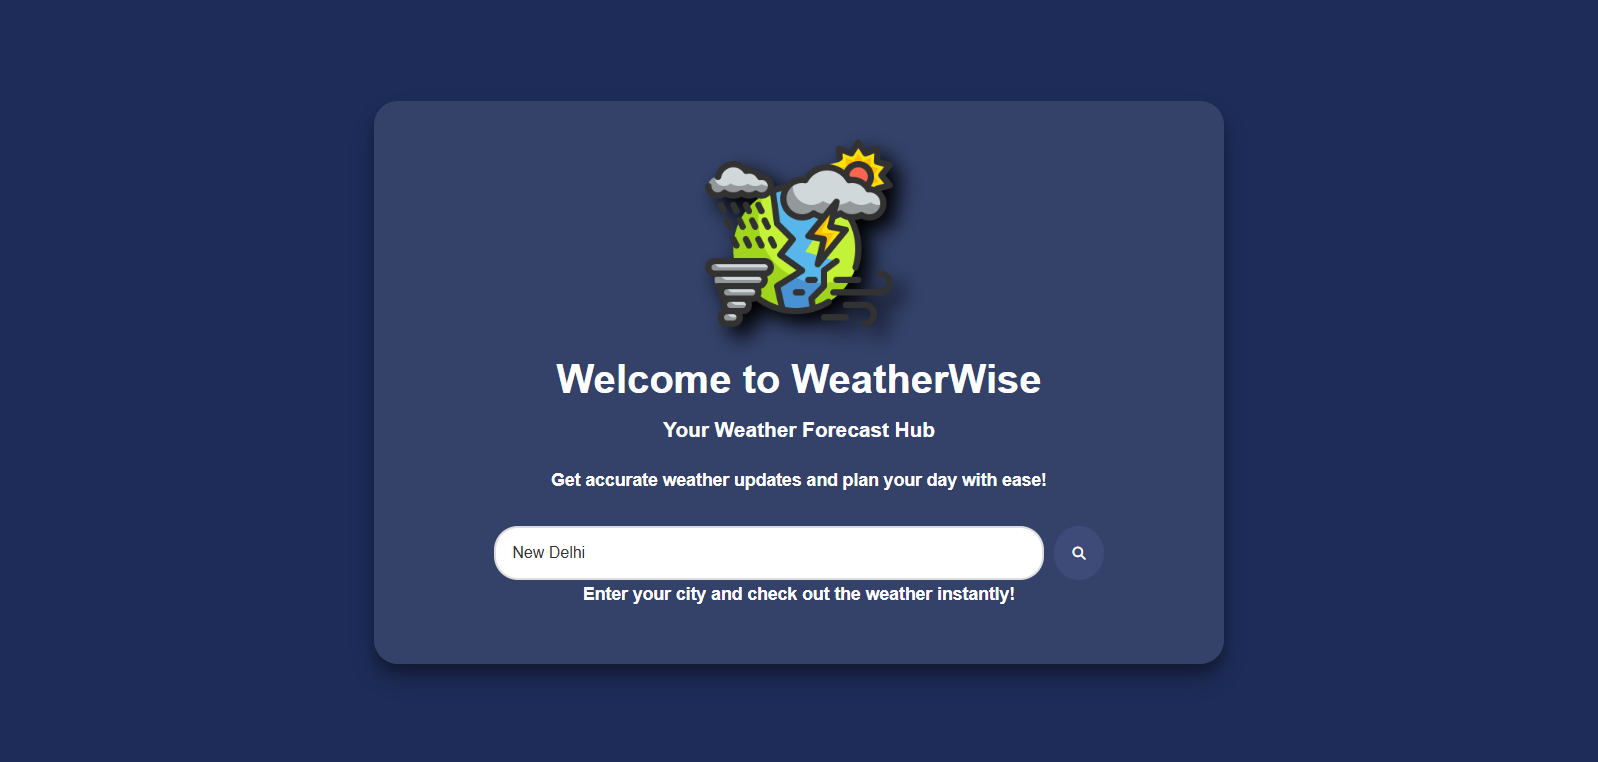 Welcome to WeatherWise
Your Weather Forecast Hub
Get accurate weather updates and plan your day with ease!
New Delhi
Enter your city and check out the weather instantly!